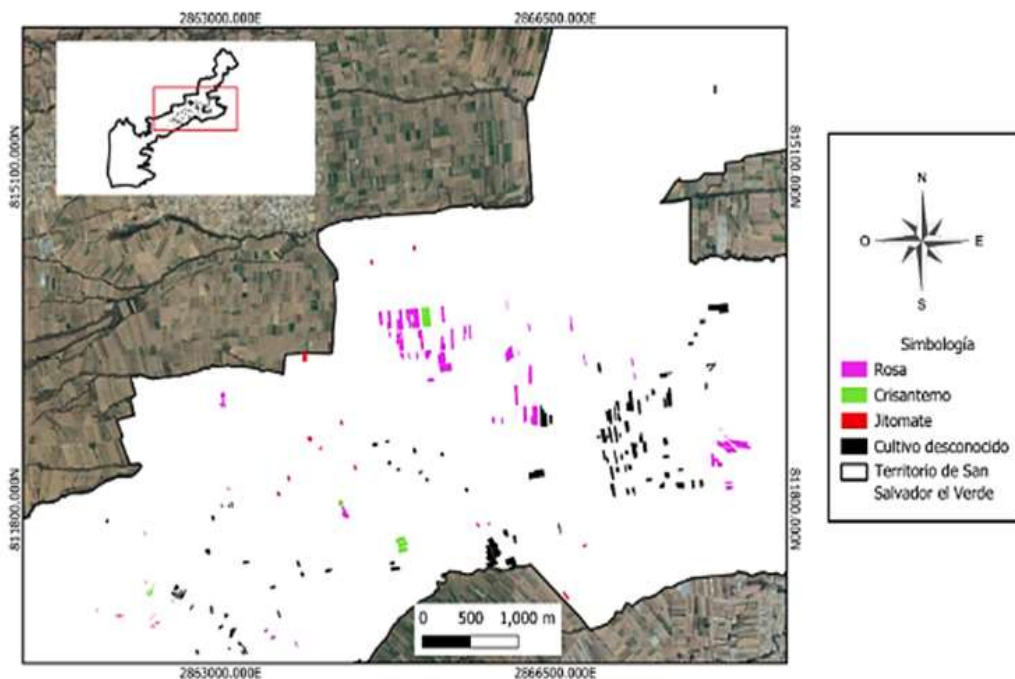 2863000.000E
2866500.000E
815100.000N
815100.000N
811800.000N
811800.000N
N
O
E
S
Simbología
Rosa
Crisantemo
Jitomate
Cultivo desconocido
Territorio de San
Salvador el Verde
0 500 1,000 m
2863000.000E
2866500.000E